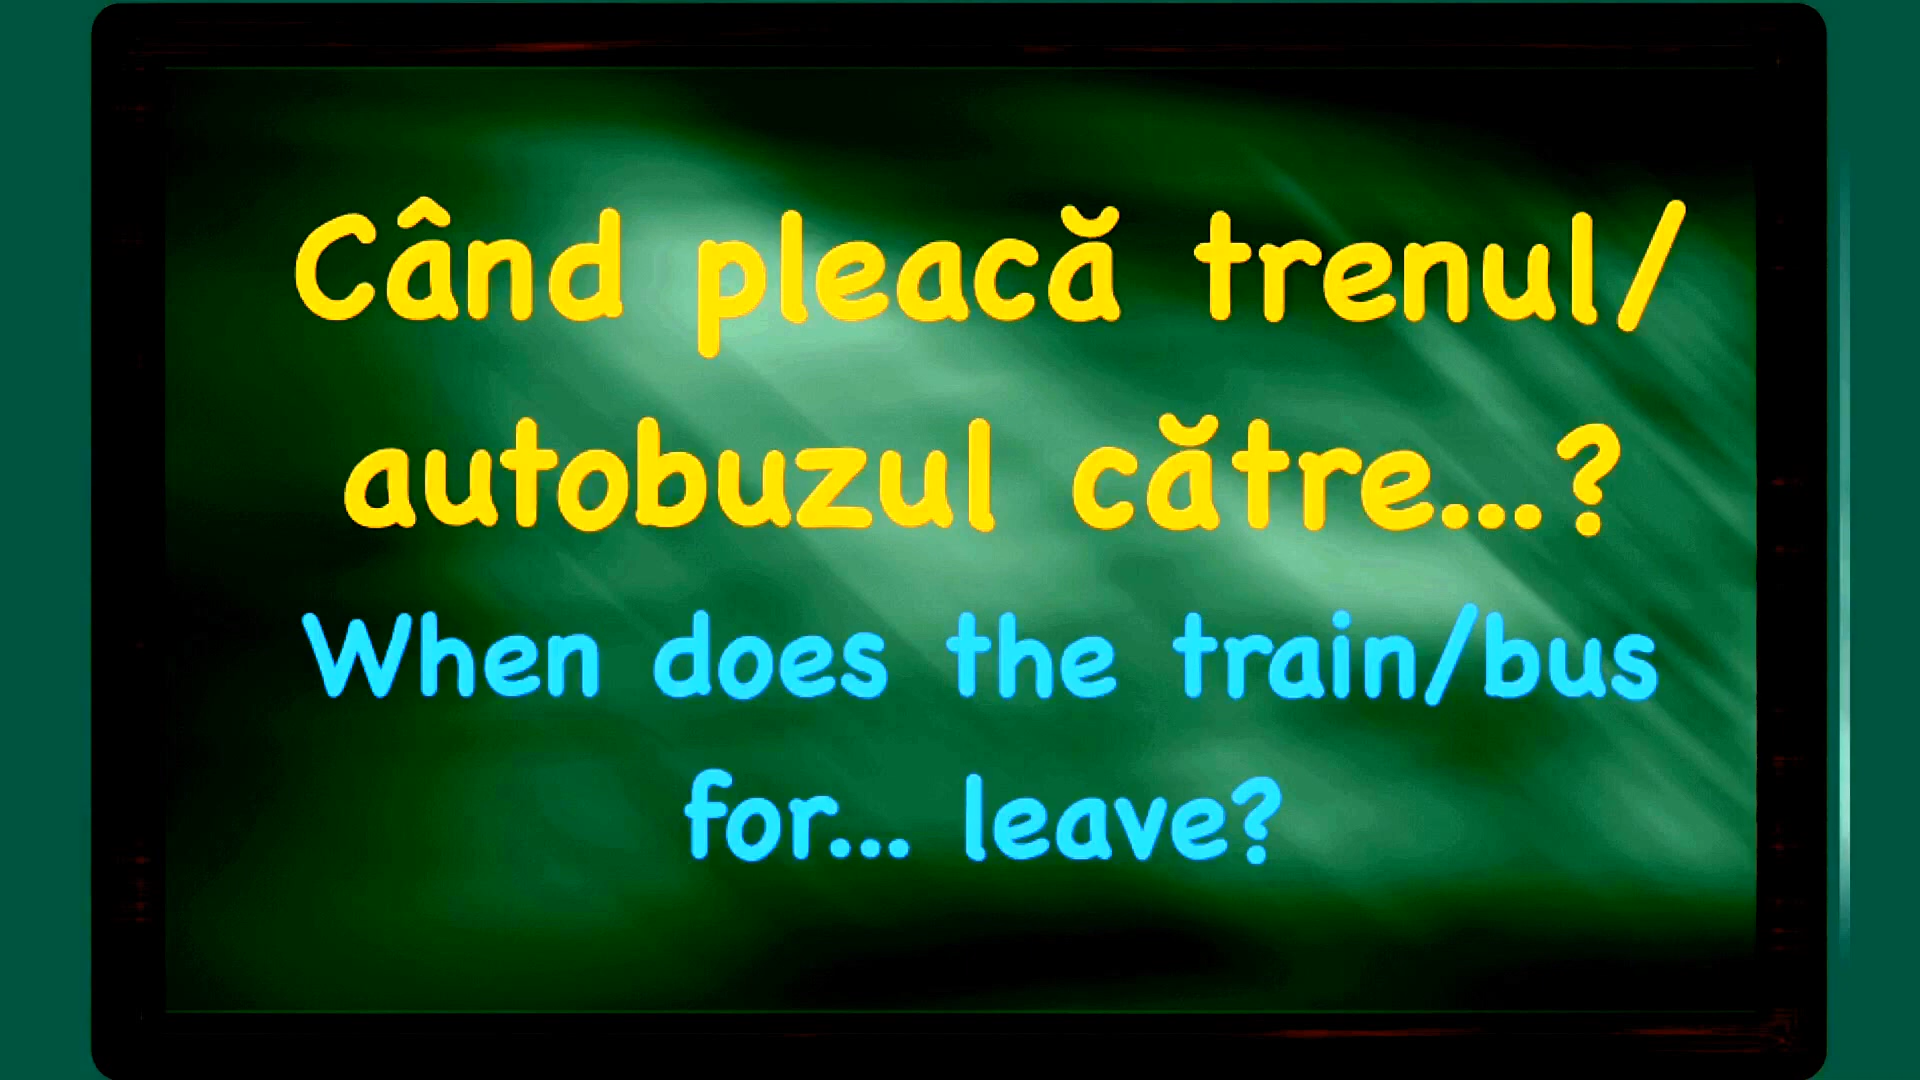 Când pleacă trenul/
autobuzul către...?
When does the train/bus
for... leave?